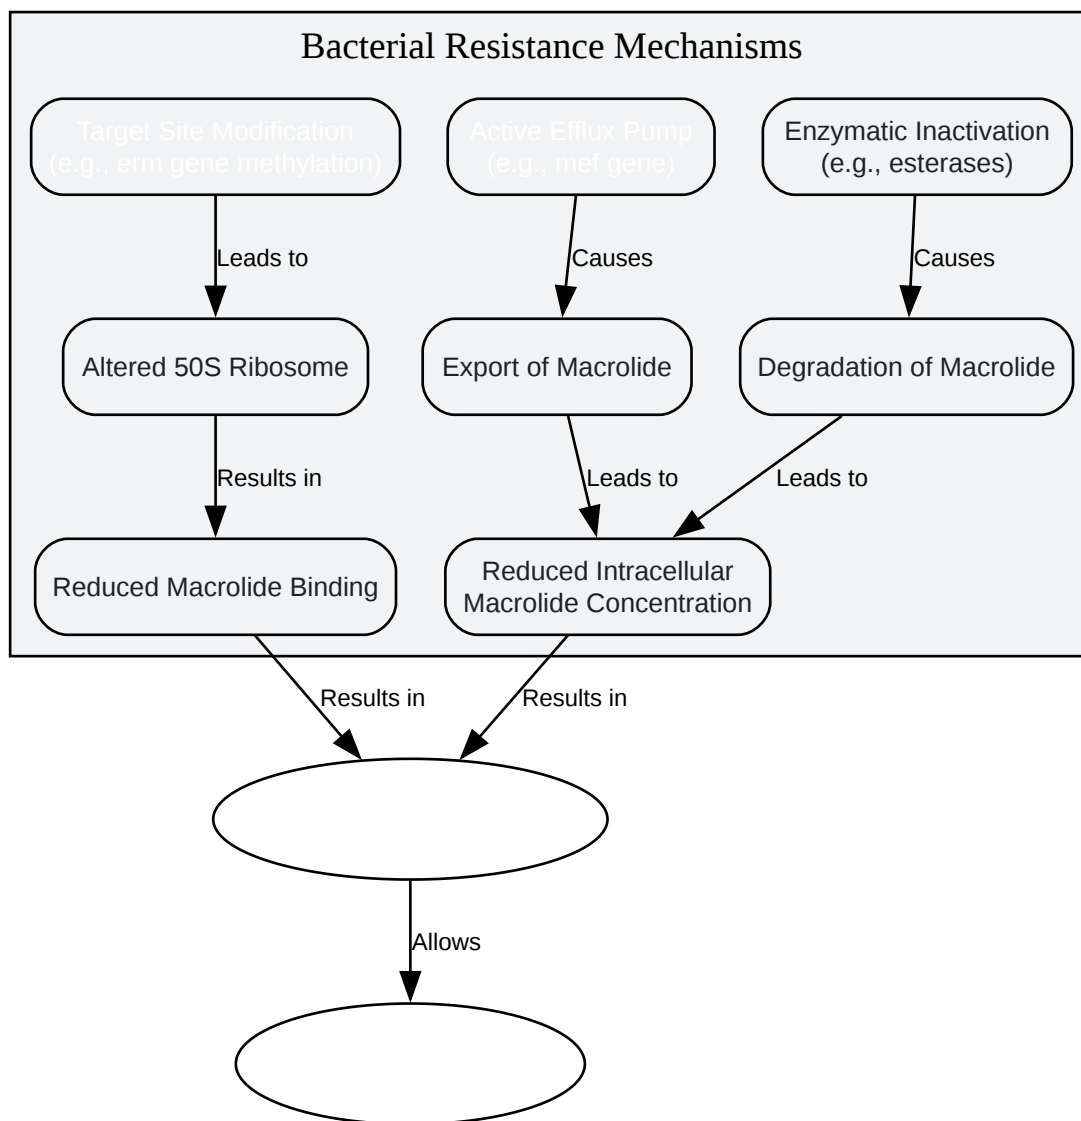 Bacterial Resistance Mechanisms
Target Site Modification
(e.g., erm gene methylation)
Active Efflux Pump
(e.g., mef gene)
Enzymatic Inactivation
(e.g., esterases)
Leads to
Causes
Causes
Altered 50S Ribosome
Export of Macrolide
Degradation of Macrolide
Results in
Leads to
Leads to
Reduced Macrolide Binding
Reduced Intracellular
Macrolide Concentration
Results in
Results in
Allows